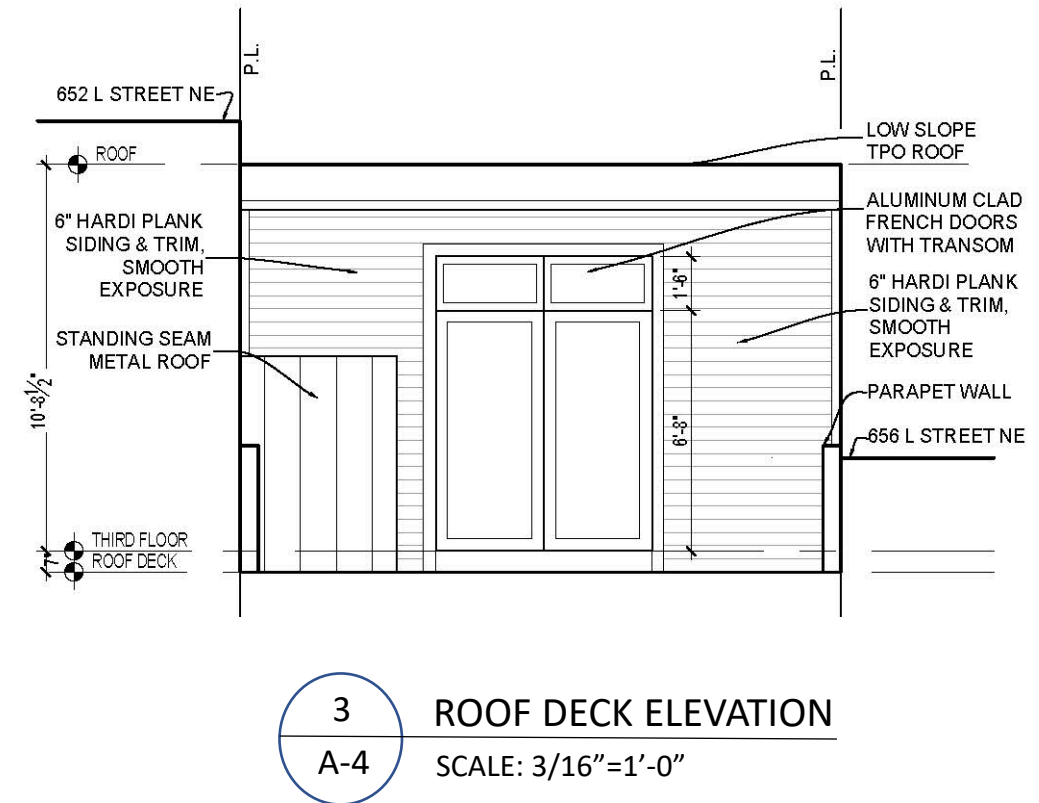 P.L.
P.L.
652 L STREET NE
ROOF
LOW SLOPE
TPO ROOF
6" HARDI PLANK
SIDING & TRIM,
SMOOTH
EXPOSURE
ALUMINUM CLAD
FRENCH DOORS
WITH TRANSOM
1'-6"
6" HARDI PLANK
SIDING & TRIM,
SMOOTH
EXPOSURE
STANDING SEAM
METAL ROOF
10'-8½"
6'-8"
PARAPET WALL
656 L STREET NE
THIRD FLOOR
7"
ROOF DECK
3
A-4
ROOF DECK ELEVATION
SCALE: 3/16”=1’-0”